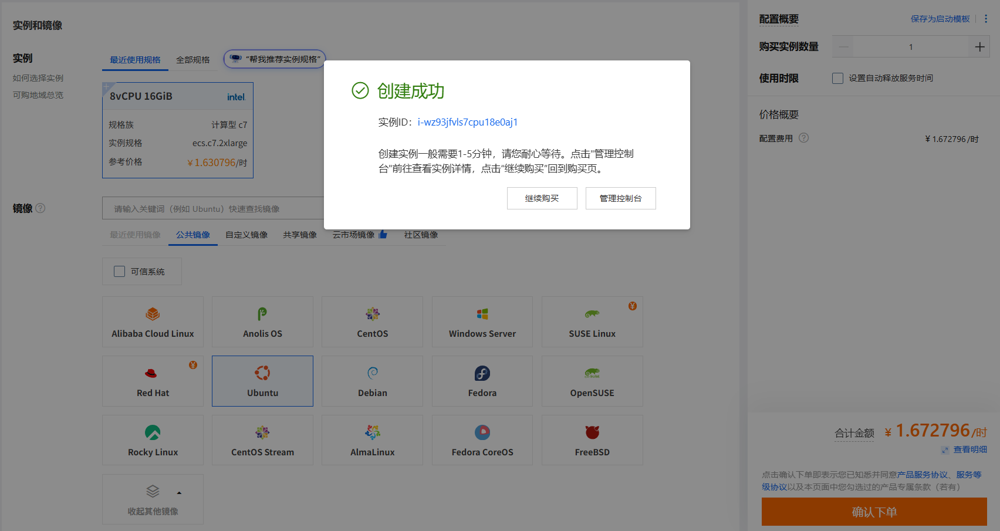 实例和镜像
实例
如何选择实例
可购地域总览
最近使用规格
全部规格
“帮我推荐实例规格”
8vCPU 16GiB
intel.
规格族
计算型 c7
实例规格
ecs.c7.2xlarge
参考价格
¥ 1.630796/时
创建成功
实例ID：i-wz93jfvls7cpu18e0aj1
创建实例一般需要1-5分钟，请您耐心等待。点击"管理控制
台"前往查看实例详情，点击“继续购买”回到购买页。
继续购买
管理控制台
镜像
请输入关键词（例如 Ubuntu）快速查找镜像
最近使用镜像
公共镜像
自定义镜像
共享镜像
云市场镜像
社区镜像
可信系统
Alibaba Cloud Linux
Anolis OS
CentOS
Windows Server
¥
SUSE Linux
¥
Red Hat
Ubuntu
Debian
Fedora
OpenSUSE
Rocky Linux
CentOS Stream
AlmaLinux
Fedora CoreOS
FreeBSD
收起其他镜像
配置概要
保存为启动模板
购买实例数量
1
使用时限
设置自动释放服务时间
价格概要
配置费用
¥ 1.672796 /时
合计金额
¥ 1.672796 /时
查看明细
点击确认下单即表示您已知悉并同意产品服务协议、服务等
级协议以及本页面中您勾选过的产品专属条款（若有）
确认下单